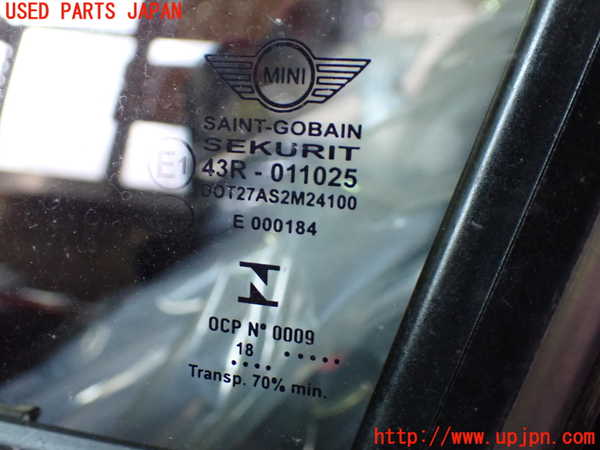 USED PARTS JAPAN
MINI
SAINT-GOBAIN
SEKURIT
E1
43R - 011025
DOT27AS2M24100
E 000184
OCP Nº 0009
18 .....
....
Transp. 70% min.
http://www.upjpn.com/